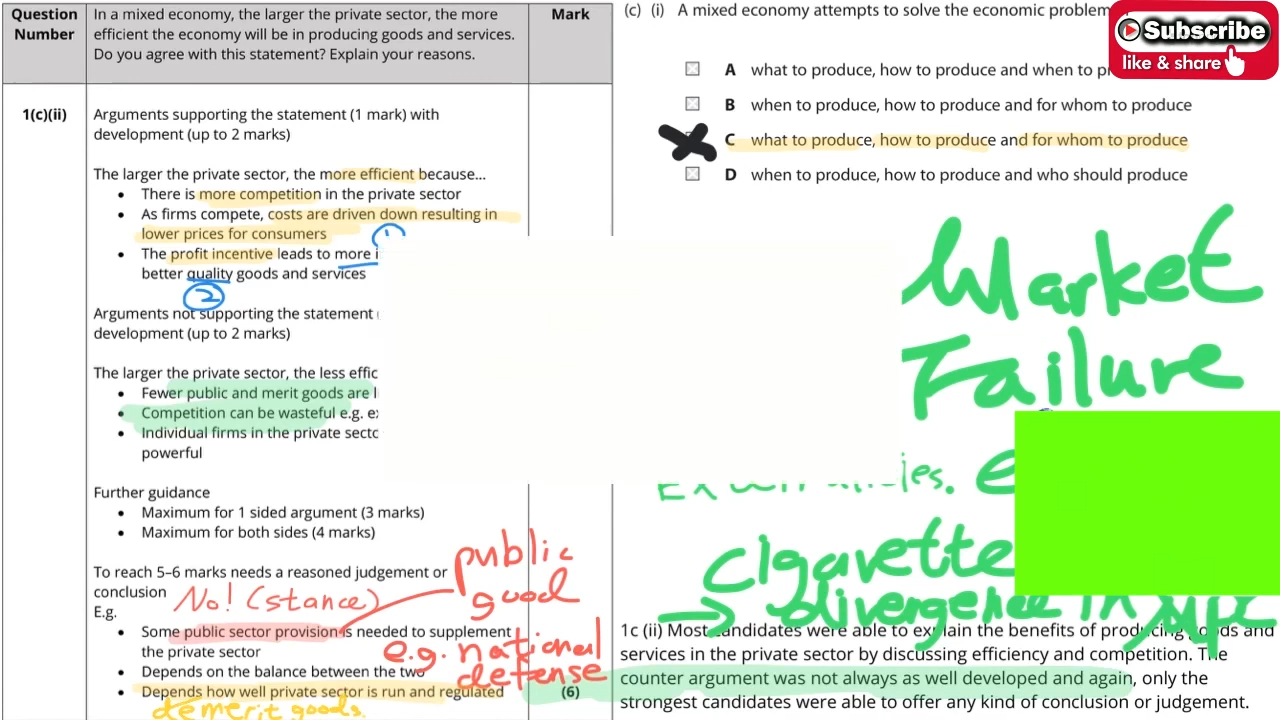 Question Number
In a mixed economy, the larger the private sector, the more
efficient the economy will be in producing goods and services.
Do you agree with this statement? Explain your reasons.
Mark
1(c)(ii)
Arguments supporting the statement (1 mark) with
development (up to 2 marks)
The larger the private sector, the more efficient because...
• There is more competition in the private sector
• As firms compete, costs are driven down resulting in
lower prices for consumers
1
• The profit incentive leads to more
better quality goods and services
2
Arguments not supporting the statement
development (up to 2 marks)
The larger the private sector, the less
• Fewer public and merit goods are
• Competition can be wasteful e.g.
• Individual firms in the private
powerful
Further guidance
• Maximum for 1 sided argument (3 marks)
• Maximum for both sides (4 marks)
To reach 5–6 marks needs a reasoned judgement or
conclusion
No! (stance)
E.g.
• Some public sector provision is needed to supplement
the private sector
• Depends on the balance between the two
• Depends how well private sector is run and regulated
demerit goods.
public
good
e.g. national
defense
(6)
(c) (i) A mixed economy attempts to solve the economic problem
A what to produce, how to produce and when to
B when to produce, how to produce and for whom to produce
C what to produce, how to produce and for whom to produce
D when to produce, how to produce and who should produce
Subscribe
like & share
Market
Failure
cigarette
→ divergence in
1c (ii) Most candidates were able to explain the benefits of producing goods and
services in the private sector by discussing efficiency and competition. The
counter argument was not always as well developed and again, only the
strongest candidates were able to offer any kind of conclusion or judgement.